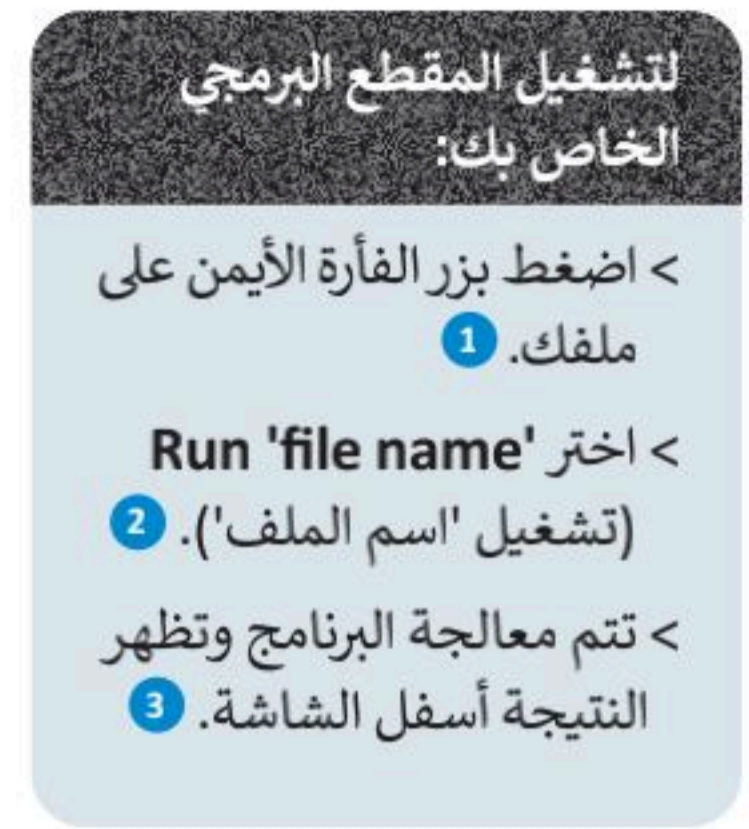 لتشغيل المقطع البرمجي
الخاص بك:
> اضغط بزر الفأرة الأيمن على
ملفك. 1
> اختر Run 'file name'
(تشغيل 'اسم الملف'). 2
> تتم معالجة البرنامج وتظهر
النتيجة أسفل الشاشة. 3